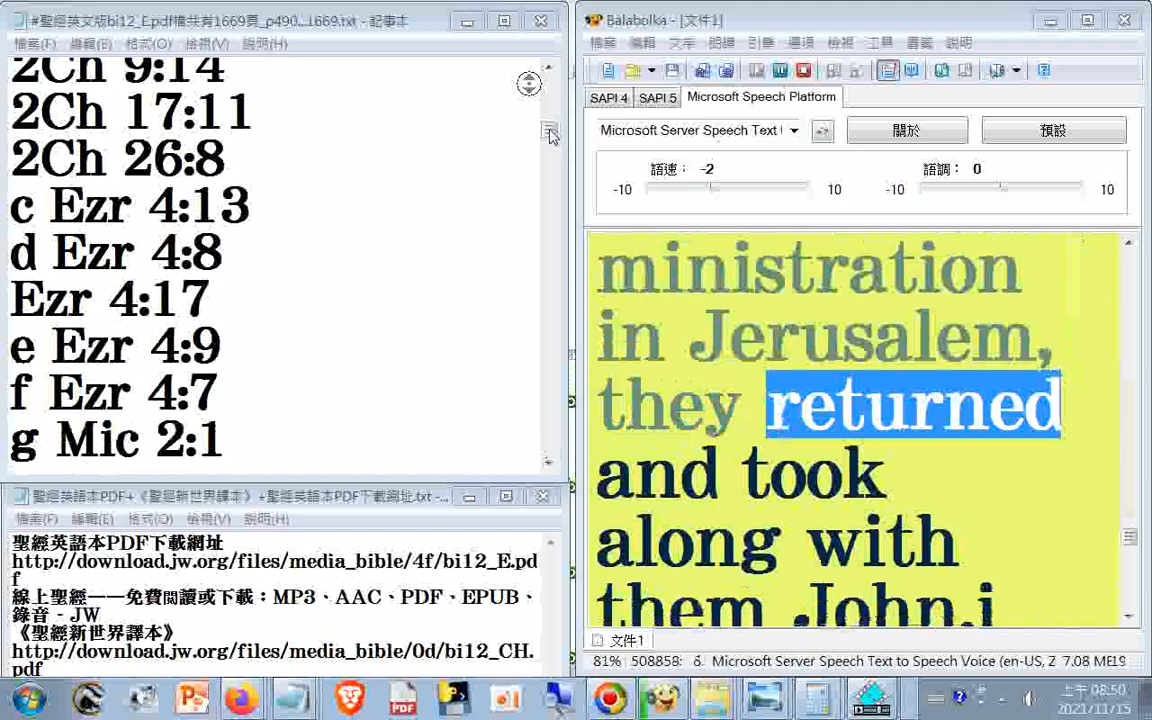 #聖經英文版bi12_E.pdf檔共有1669頁_p490...1669.txt - 記事本
檔案(F) 編輯(E) 格式(O) 檢視(V) 說明(H)
2Ch 9:14
2Ch 17:11
2Ch 26:8
c Ezr 4:13
d Ezr 4:8
Ezr 4:17
e Ezr 4:9
f Ezr 4:7
g Mic 2:1
聖經英語本PDF+《聖經新世界譯本》+聖經英語本PDF下載網址.txt -...
檔案(F) 編輯(E) 格式(O) 檢視(V) 說明(H)
聖經英語本PDF下載網址
http://download.jw.org/files/media_bible/4f/bi12_E.pd
f
線上聖經——免費閱讀或下載：MP3、AAC、PDF、EPUB、
錄音 - JW
《聖經新世界譯本》
http://download.jw.org/files/media_bible/0d/bi12_CH.
pdf
Balabolka - [文件1]
檔案 編輯 文字 朗讀 引擎 選項 檢視 工具 書籤 說明
SAPI 4 SAPI 5 Microsoft Speech Platform
Microsoft Server Speech Text 關於 預設
語速： -2 語調： 0
-10 10 -10 10
ministration
in Jerusalem,
they returned
and took
along with
them John,i
文件1
81% 508858: Microsoft Server Speech Text to Speech Voice (en-US, Z 7.08 МБ
上午 08:50
2021/11/15